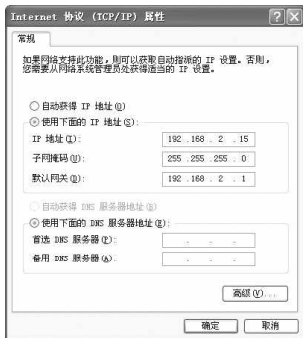 Internet 协议 (TCP/IP) 属性
常规
如果网络支持此功能，则可以获取自动指派的 IP 设置。否则，
您需要从网络系统管理员处获得适当的 IP 设置。
自动获得 IP 地址(O)
使用下面的 IP 地址(S):
IP 地址(I): 192 .168 . 2 . 15
子网掩码(U): 255 .255 .255 . 0
默认网关(D): 192 .168 . 2 . 1
自动获得 DNS 服务器地址(B)
使用下面的 DNS 服务器地址(E):
首选 DNS 服务器(P): . . .
备用 DNS 服务器(A): . . .
高级(V)...
确定 取消